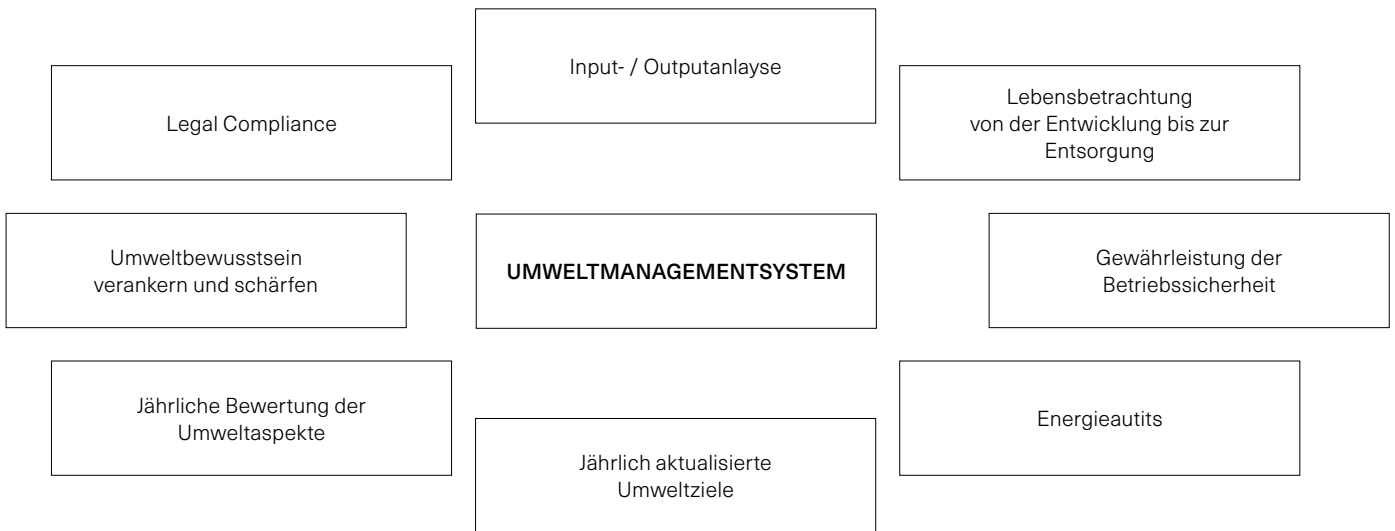 Input- / Outputanlayse
Legal Compliance
Lebensbetrachtung
von der Entwicklung bis zur
Entsorgung
Umweltbewusstsein
verankern und schärfen
UMWELTMANAGEMENTSYSTEM
Gewährleistung der
Betriebssicherheit
Jährliche Bewertung der
Umweltaspekte
Energieautits
Jährlich aktualisierte
Umweltziele